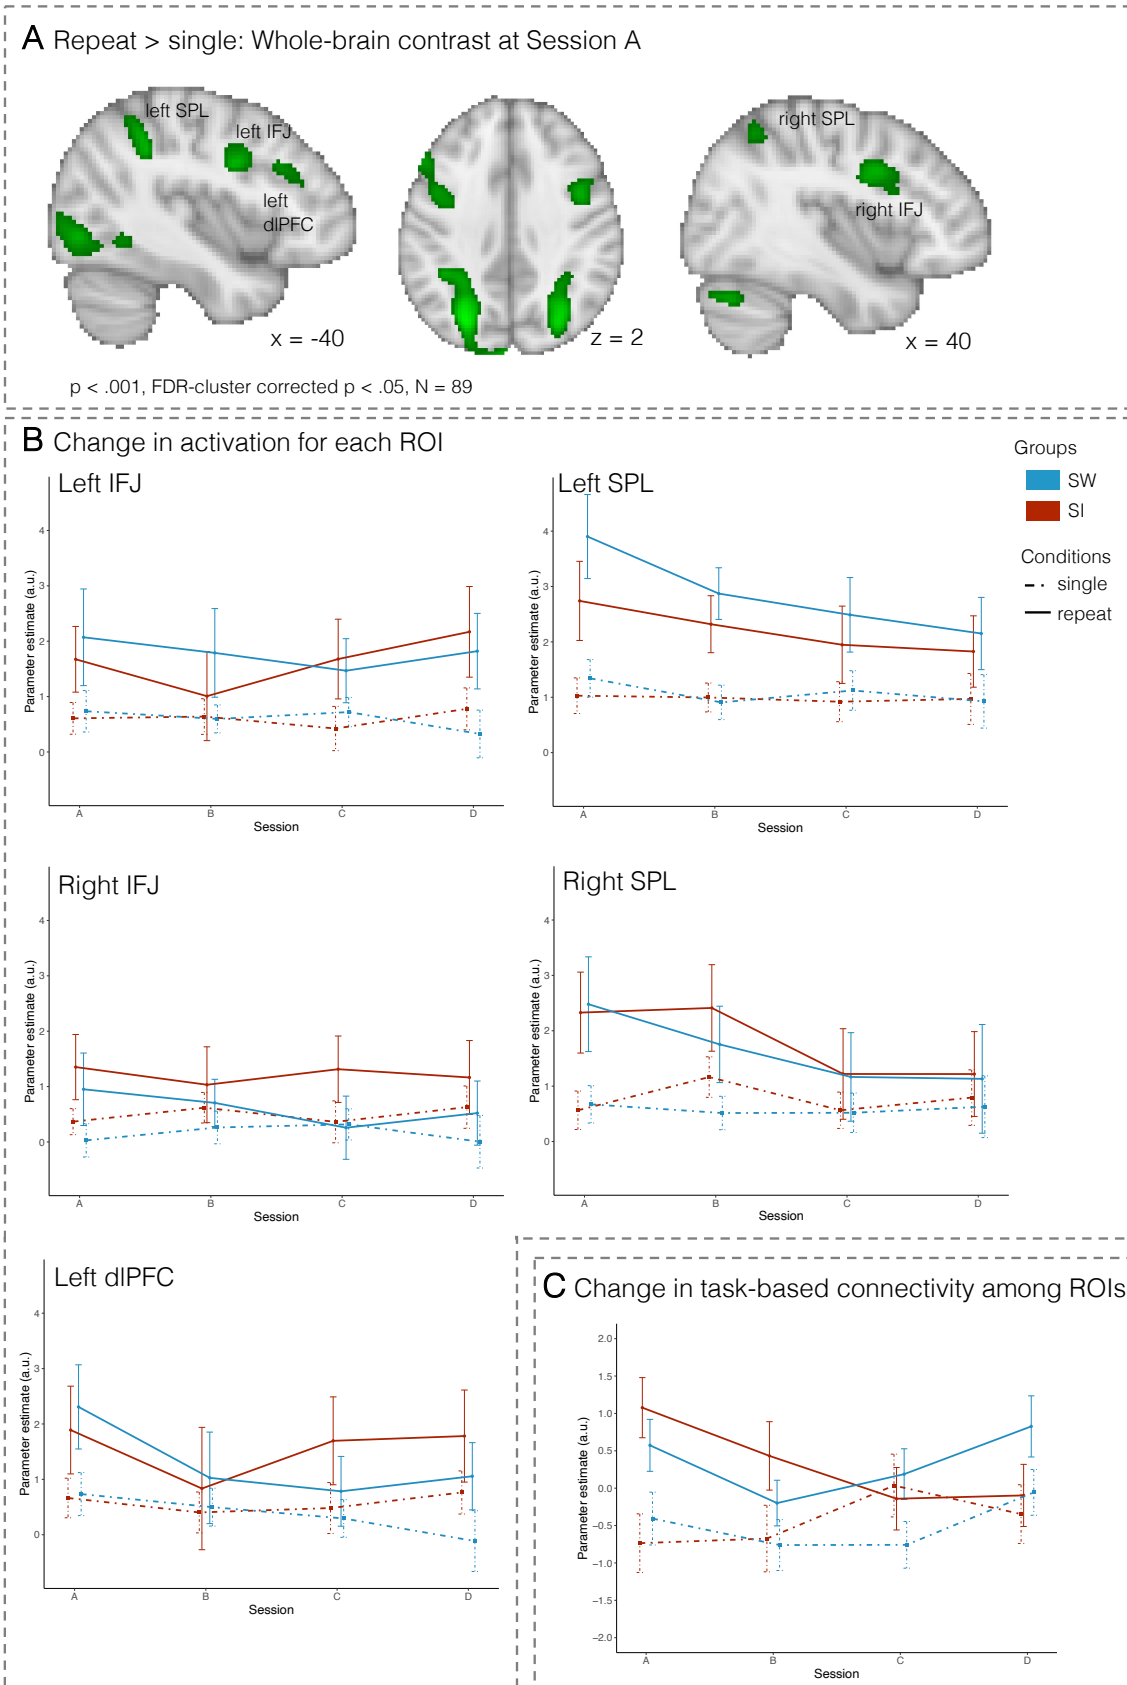 A Repeat > single: Whole-brain contrast at Session A
left SPL
left IFJ
left
dlPFC
x = -40
z = 2
right SPL
right IFJ
x = 40
p < .001, FDR-cluster corrected p < .05, N = 89
B Change in activation for each ROI
Groups
SW
SI
Conditions
single
repeat
Left IFJ
Parameter estimate (a.u.)
4
3
2
1
0
A B C D
Session
Left SPL
Parameter estimate (a.u.)
4
3
2
1
0
A B C D
Session
Right IFJ
Parameter estimate (a.u.)
4
3
2
1
0
A B C D
Session
Right SPL
Parameter estimate (a.u.)
4
3
2
1
0
A B C D
Session
Left dlPFC
Parameter estimate (a.u.)
4
3
2
1
0
A B C D
Session
C Change in task-based connectivity among ROIs
Parameter estimate (a.u.)
2.0
1.5
1.0
0.5
0.0
−0.5
−1.0
−1.5
−2.0
A B C D
Session